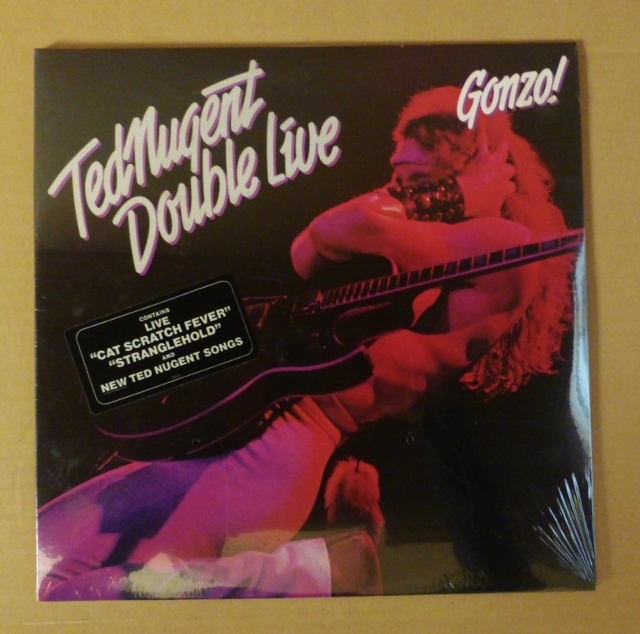 Ted Nugent
Double Live
Gonzo!
CONTAINS
LIVE
"CAT SCRATCH FEVER"
"STRANGLEHOLD"
AND
NEW TED NUGENT SONGS